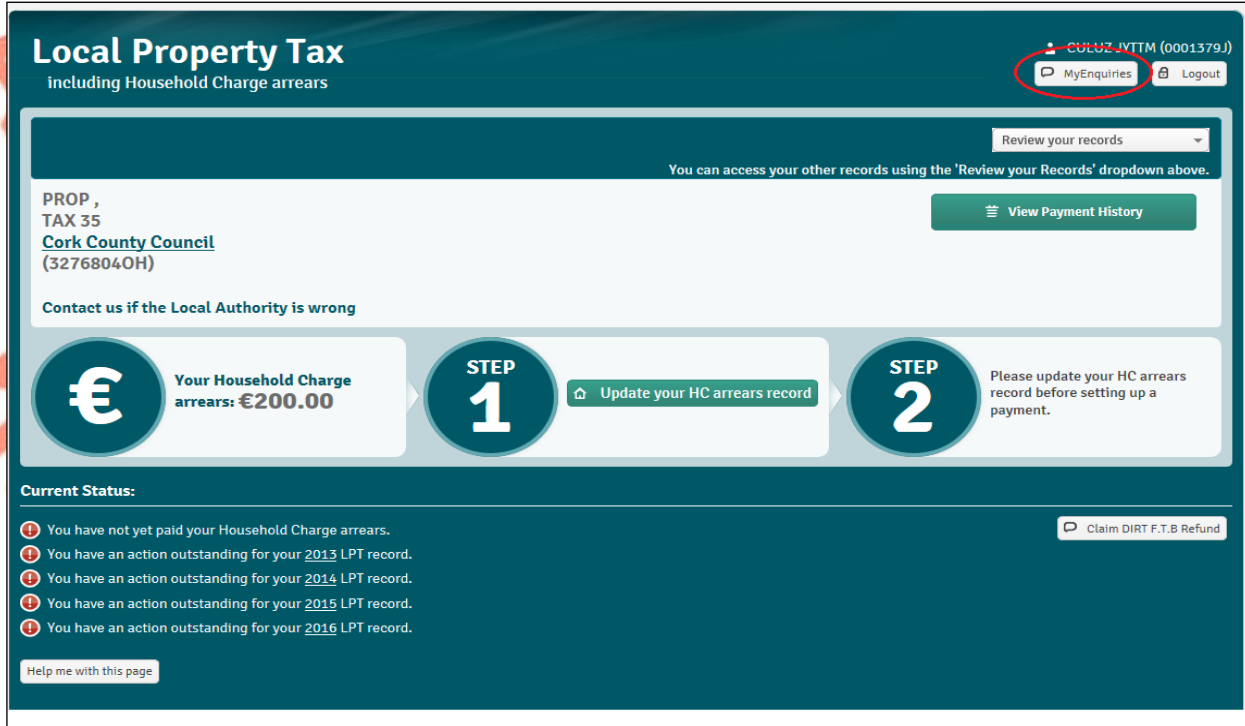 Local Property Tax
including Household Charge arrears
CULUZ JYTTM (0001379J)
MyEnquiries
Logout
Review your records
You can access your other records using the 'Review your Records' dropdown above.
PROP ,
TAX 35
Cork County Council
(3276804OH)
View Payment History
Contact us if the Local Authority is wrong
€
Your Household Charge
arrears: €200.00
STEP
1
Update your HC arrears record
STEP
2
Please update your HC arrears
record before setting up a
payment.
Current Status:
You have not yet paid your Household Charge arrears.
Claim DIRT F.T.B Refund
You have an action outstanding for your 2013 LPT record.
You have an action outstanding for your 2014 LPT record.
You have an action outstanding for your 2015 LPT record.
You have an action outstanding for your 2016 LPT record.
Help me with this page